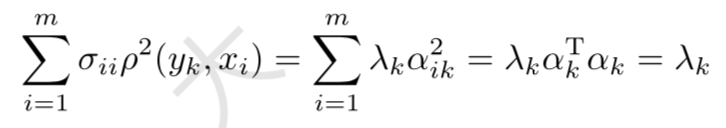 $$\sum_{i=1}^{m} \sigma_{ii}\rho^2(y_k, x_i) = \sum_{i=1}^{m} \lambda_k \alpha_{ik}^2 = \lambda_k \alpha_k^{\mathrm{T}} \alpha_k = \lambda_k$$